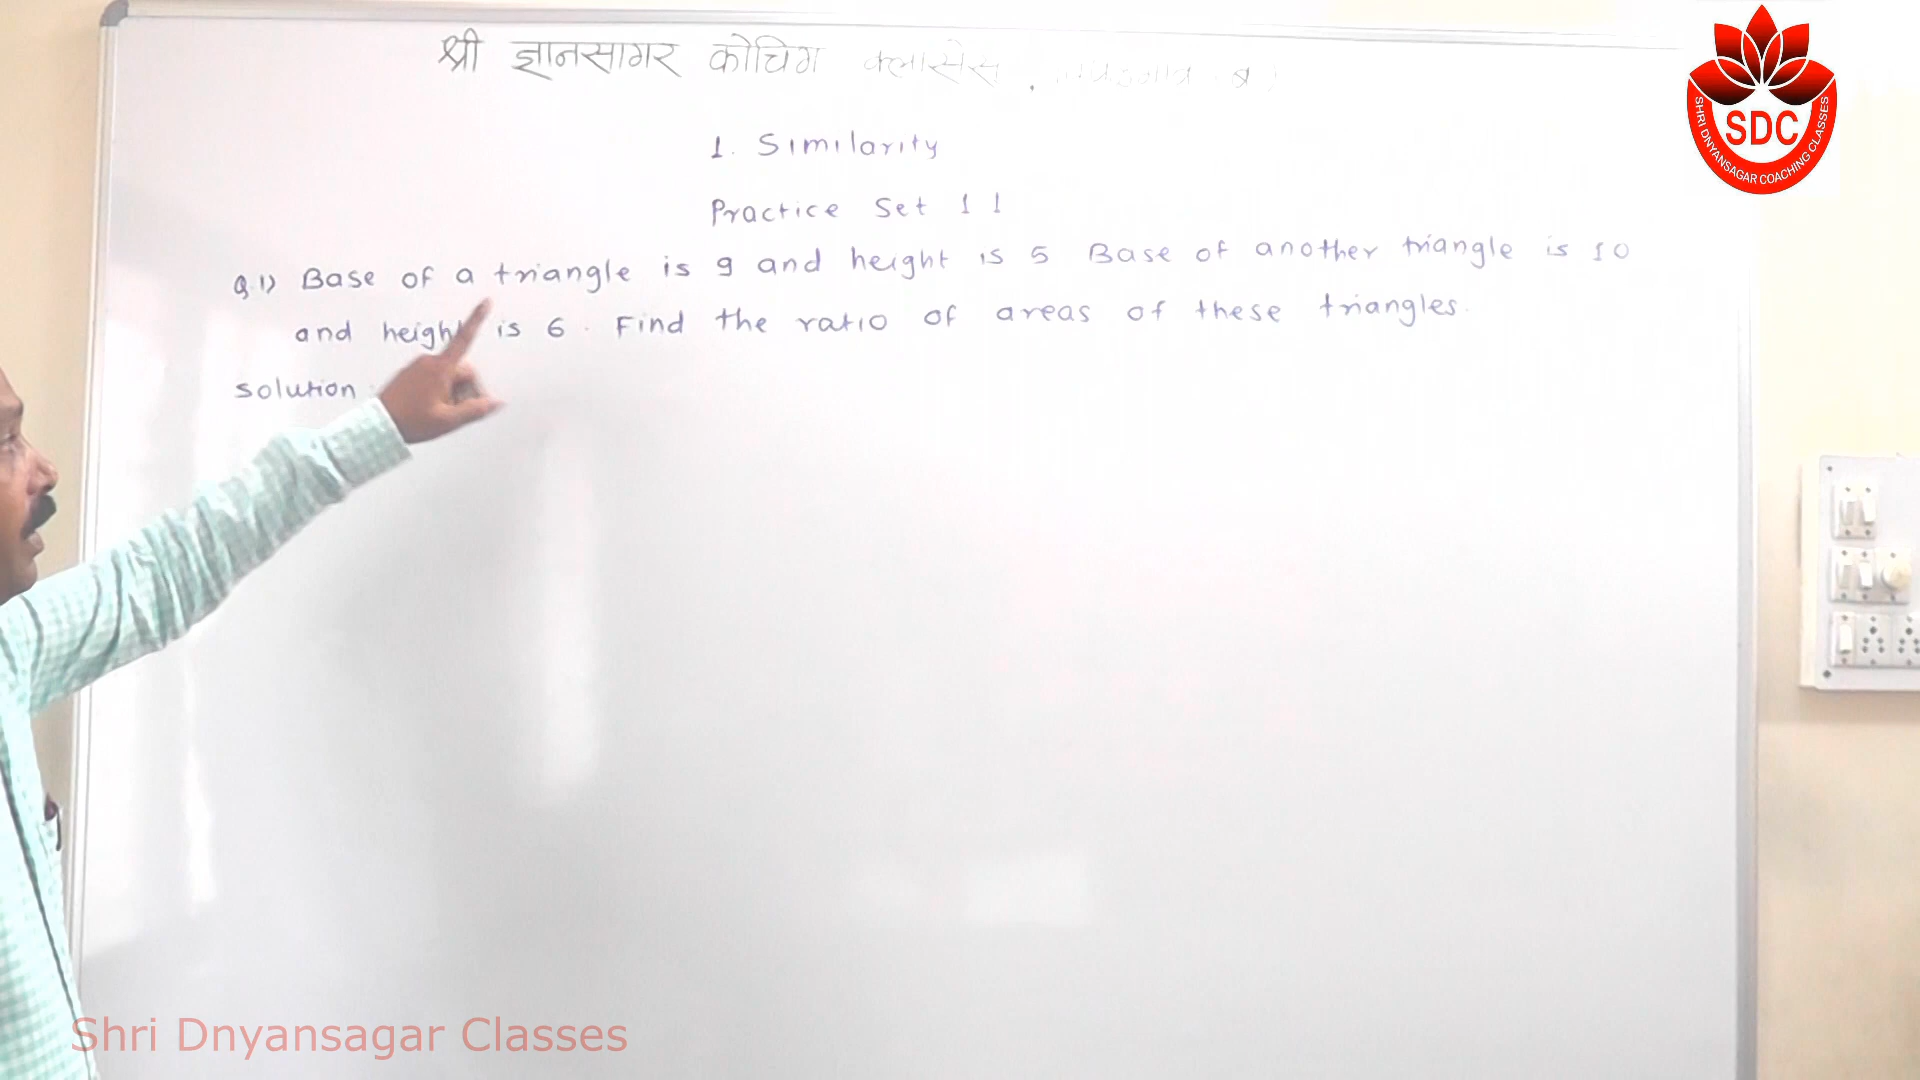 श्री ज्ञानसागर कोचिग क्लासेस
1. Similarity
Practice Set 1 1
Q.1) Base of a triangle is 9 and height is 5 Base of another triangle is 10
and height is 6. Find the ratio of areas of these triangles.
Solution
SDC
SHRI DNYANSAGAR COACHING CLASSES
Shri Dnyansagar Classes